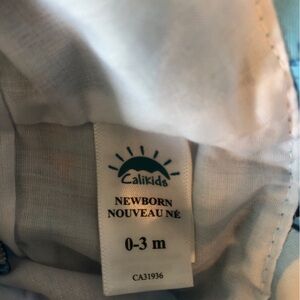 Calikids
NEWBORN
NOUVEAU NÉ
0-3 m
CA31936